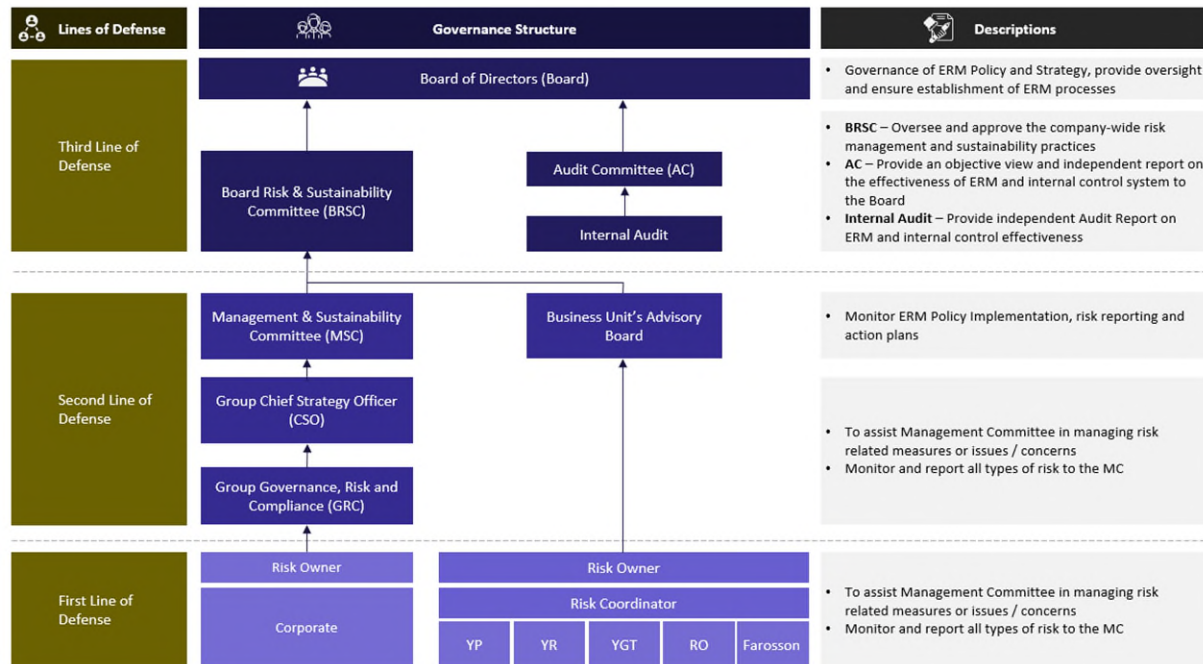 Lines of Defense
Governance Structure
Descriptions
Third Line of
Defense
Board of Directors (Board)
Board Risk & Sustainability
Committee (BRSC)
Audit Committee (AC)
Internal Audit
• Governance of ERM Policy and Strategy, provide oversight
and ensure establishment of ERM processes
• BRSC – Oversee and approve the company-wide risk
management and sustainability practices
• AC – Provide an objective view and independent report on
the effectiveness of ERM and internal control system to
the Board
• Internal Audit – Provide independent Audit Report on
ERM and internal control effectiveness
Second Line of
Defense
Management & Sustainability
Committee (MSC)
Business Unit's Advisory
Board
Group Chief Strategy Officer
(CSO)
Group Governance, Risk and
Compliance (GRC)
• Monitor ERM Policy Implementation, risk reporting and
action plans
• To assist Management Committee in managing risk
related measures or issues / concerns
• Monitor and report all types of risk to the MC
First Line of
Defense
Risk Owner
Corporate
Risk Owner
Risk Coordinator
YP
YR
YGT
RO
Farosson
• To assist Management Committee in managing risk
related measures or issues / concerns
• Monitor and report all types of risk to the MC